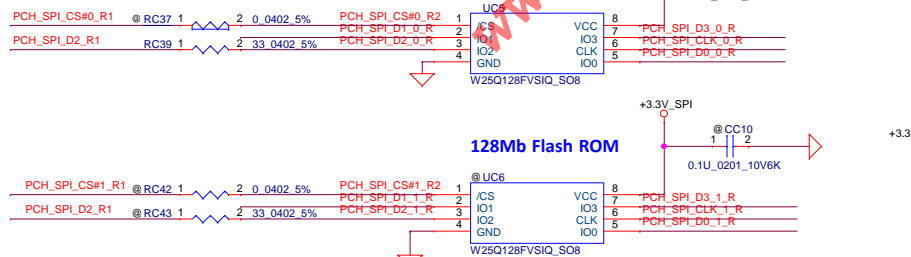 UC5
PCH_SPI_CS#0_R1 @ RC37 1 2 0_0402_5% PCH_SPI_CS#0_R2 1 /CS VCC 8
PCH_SPI_D1_0_R 2 IO1 IO3 7 PCH_SPI_D3_0_R
PCH_SPI_D2_R1 RC39 1 2 33_0402_5% PCH_SPI_D2_0_R 3 IO2 CLK 6 PCH_SPI_CLK_0_R
4 GND IO0 5 PCH_SPI_D0_0_R
W25Q128FVSIQ_SO8
+3.3V_SPI
@ CC10
+3.3
1 2
128Mb Flash ROM
0.1U_0201_10V6K
@ UC6
PCH_SPI_CS#1_R1 @ RC42 1 2 0_0402_5% PCH_SPI_CS#1_R2 1 /CS VCC 8
PCH_SPI_D1_1_R 2 IO1 IO3 7 PCH_SPI_D3_1_R
PCH_SPI_D2_R1 @ RC43 1 2 33_0402_5% PCH_SPI_D2_1_R 3 IO2 CLK 6 PCH_SPI_CLK_1_R
4 GND IO0 5 PCH_SPI_D0_1_R
W25Q128FVSIQ_SO8